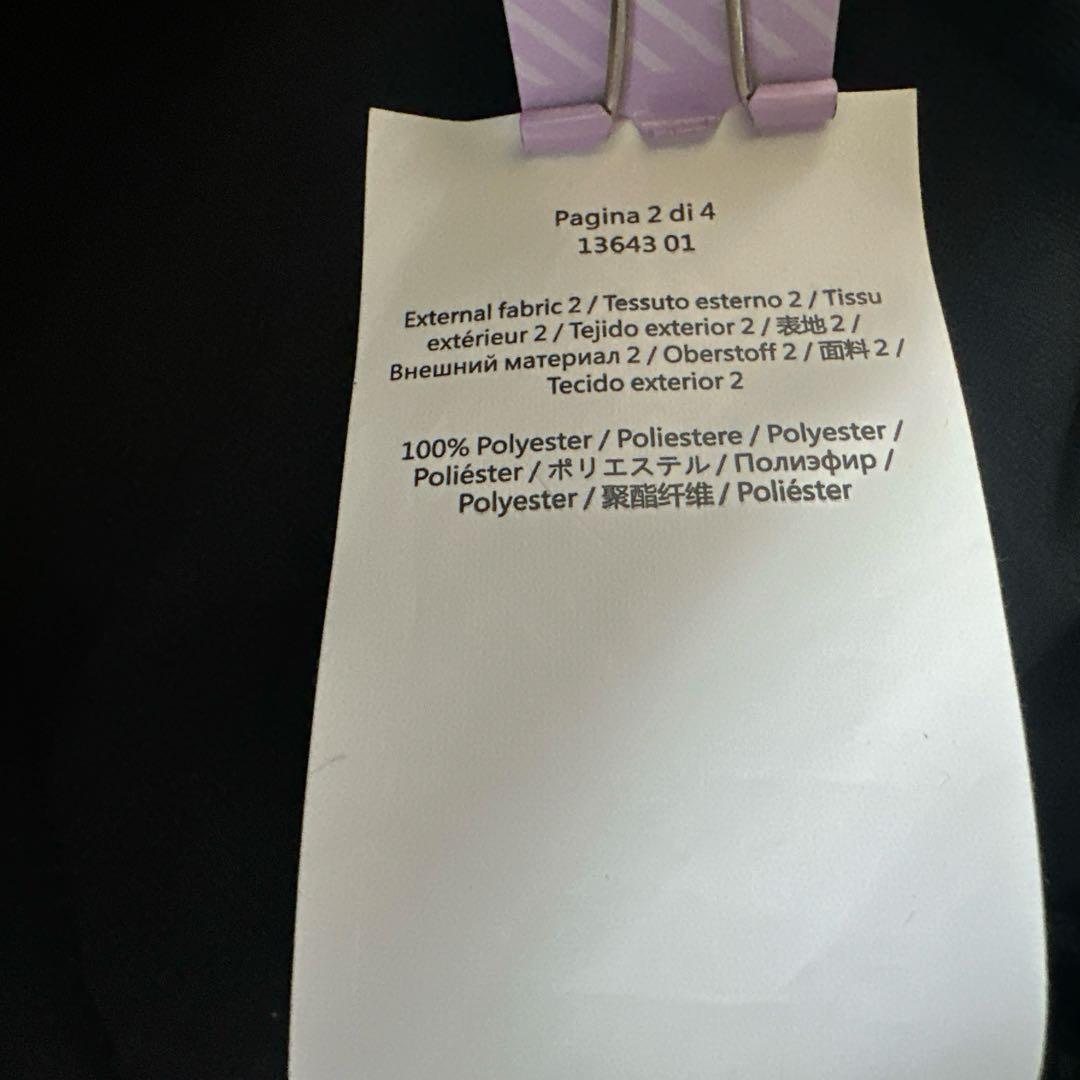 Pagina 2 di 4
13643 01
External fabric 2 / Tessuto esterno 2 / Tissu
extérieur 2 / Tejido exterior 2 / 表地 2 /
Внешний материал 2 / Oberstoff 2 / 面料 2 /
Tecido exterior 2
100% Polyester / Poliestere / Polyester /
Poliéster / ポリエステル / Полиэфир /
Polyester / 聚酯纤维 / Poliéster